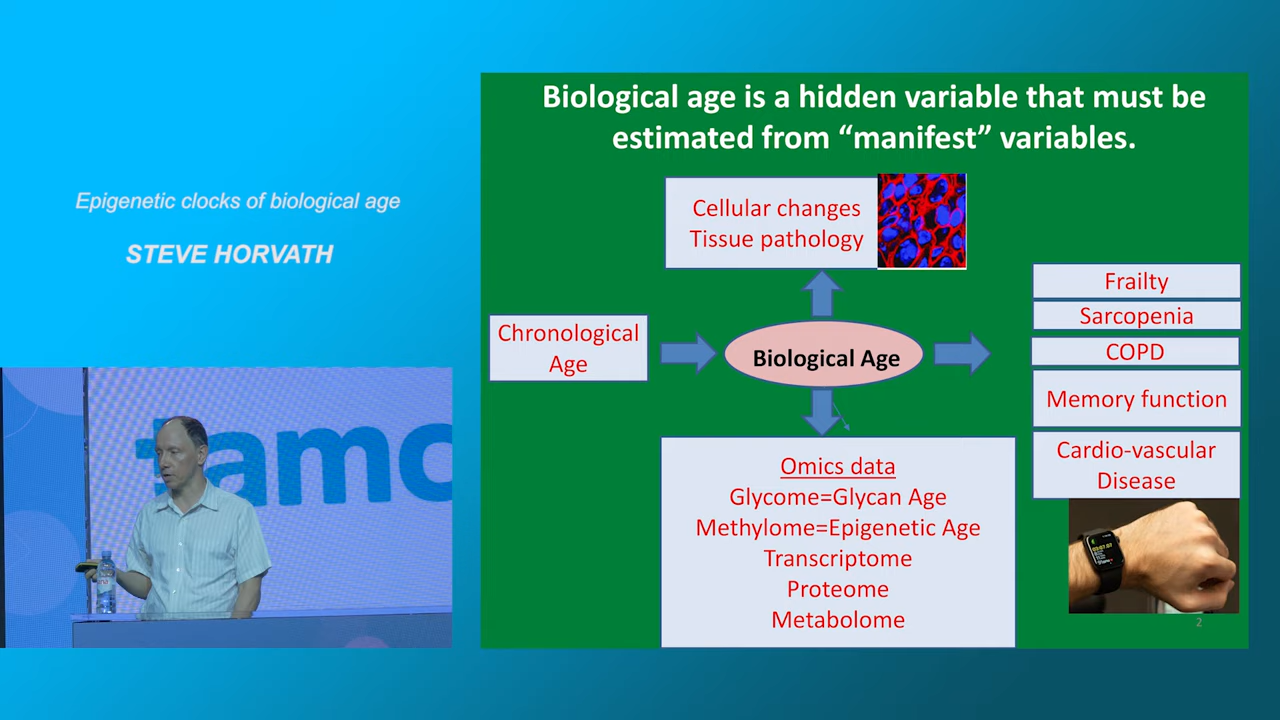 Epigenetic clocks of biological age
STEVE HORVATH
Biological age is a hidden variable that must be
estimated from “manifest” variables.
Cellular changes
Tissue pathology
Chronological
Age
Biological Age
Frailty
Sarcopenia
COPD
Memory function
Cardio-vascular
Disease
Omics data
Glycome=Glycan Age
Methylome=Epigenetic Age
Transcriptome
Proteome
Metabolome
2